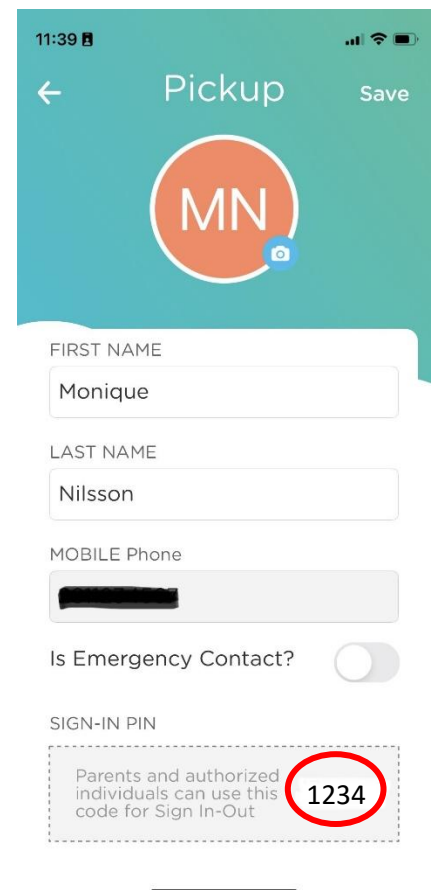 11:39
Pickup
Save
MN
FIRST NAME
Monique
LAST NAME
Nilsson
MOBILE Phone
Is Emergency Contact?
SIGN-IN PIN
Parents and authorized
individuals can use this
code for Sign In-Out
1234